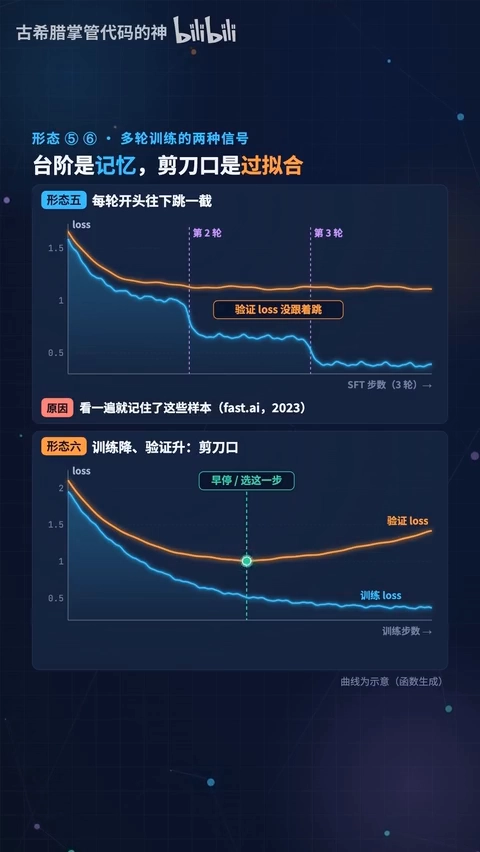 古希腊掌管代码的神 bilibili
形态 ⑤ ⑥ · 多轮训练的两种信号
台阶是记忆，剪刀口是过拟合
形态五 每轮开头往下跳一截
loss
第 2 轮 第 3 轮
1.5
1
验证 loss 没跟着跳
0.5
SFT 步数（3 轮）→
原因 看一遍就记住了这些样本（fast.ai，2023）
形态六 训练降、验证升：剪刀口
loss
早停 / 选这一步
2
1.5
验证 loss
1
0.5
训练 loss
训练步数 →
曲线为示意（函数生成）